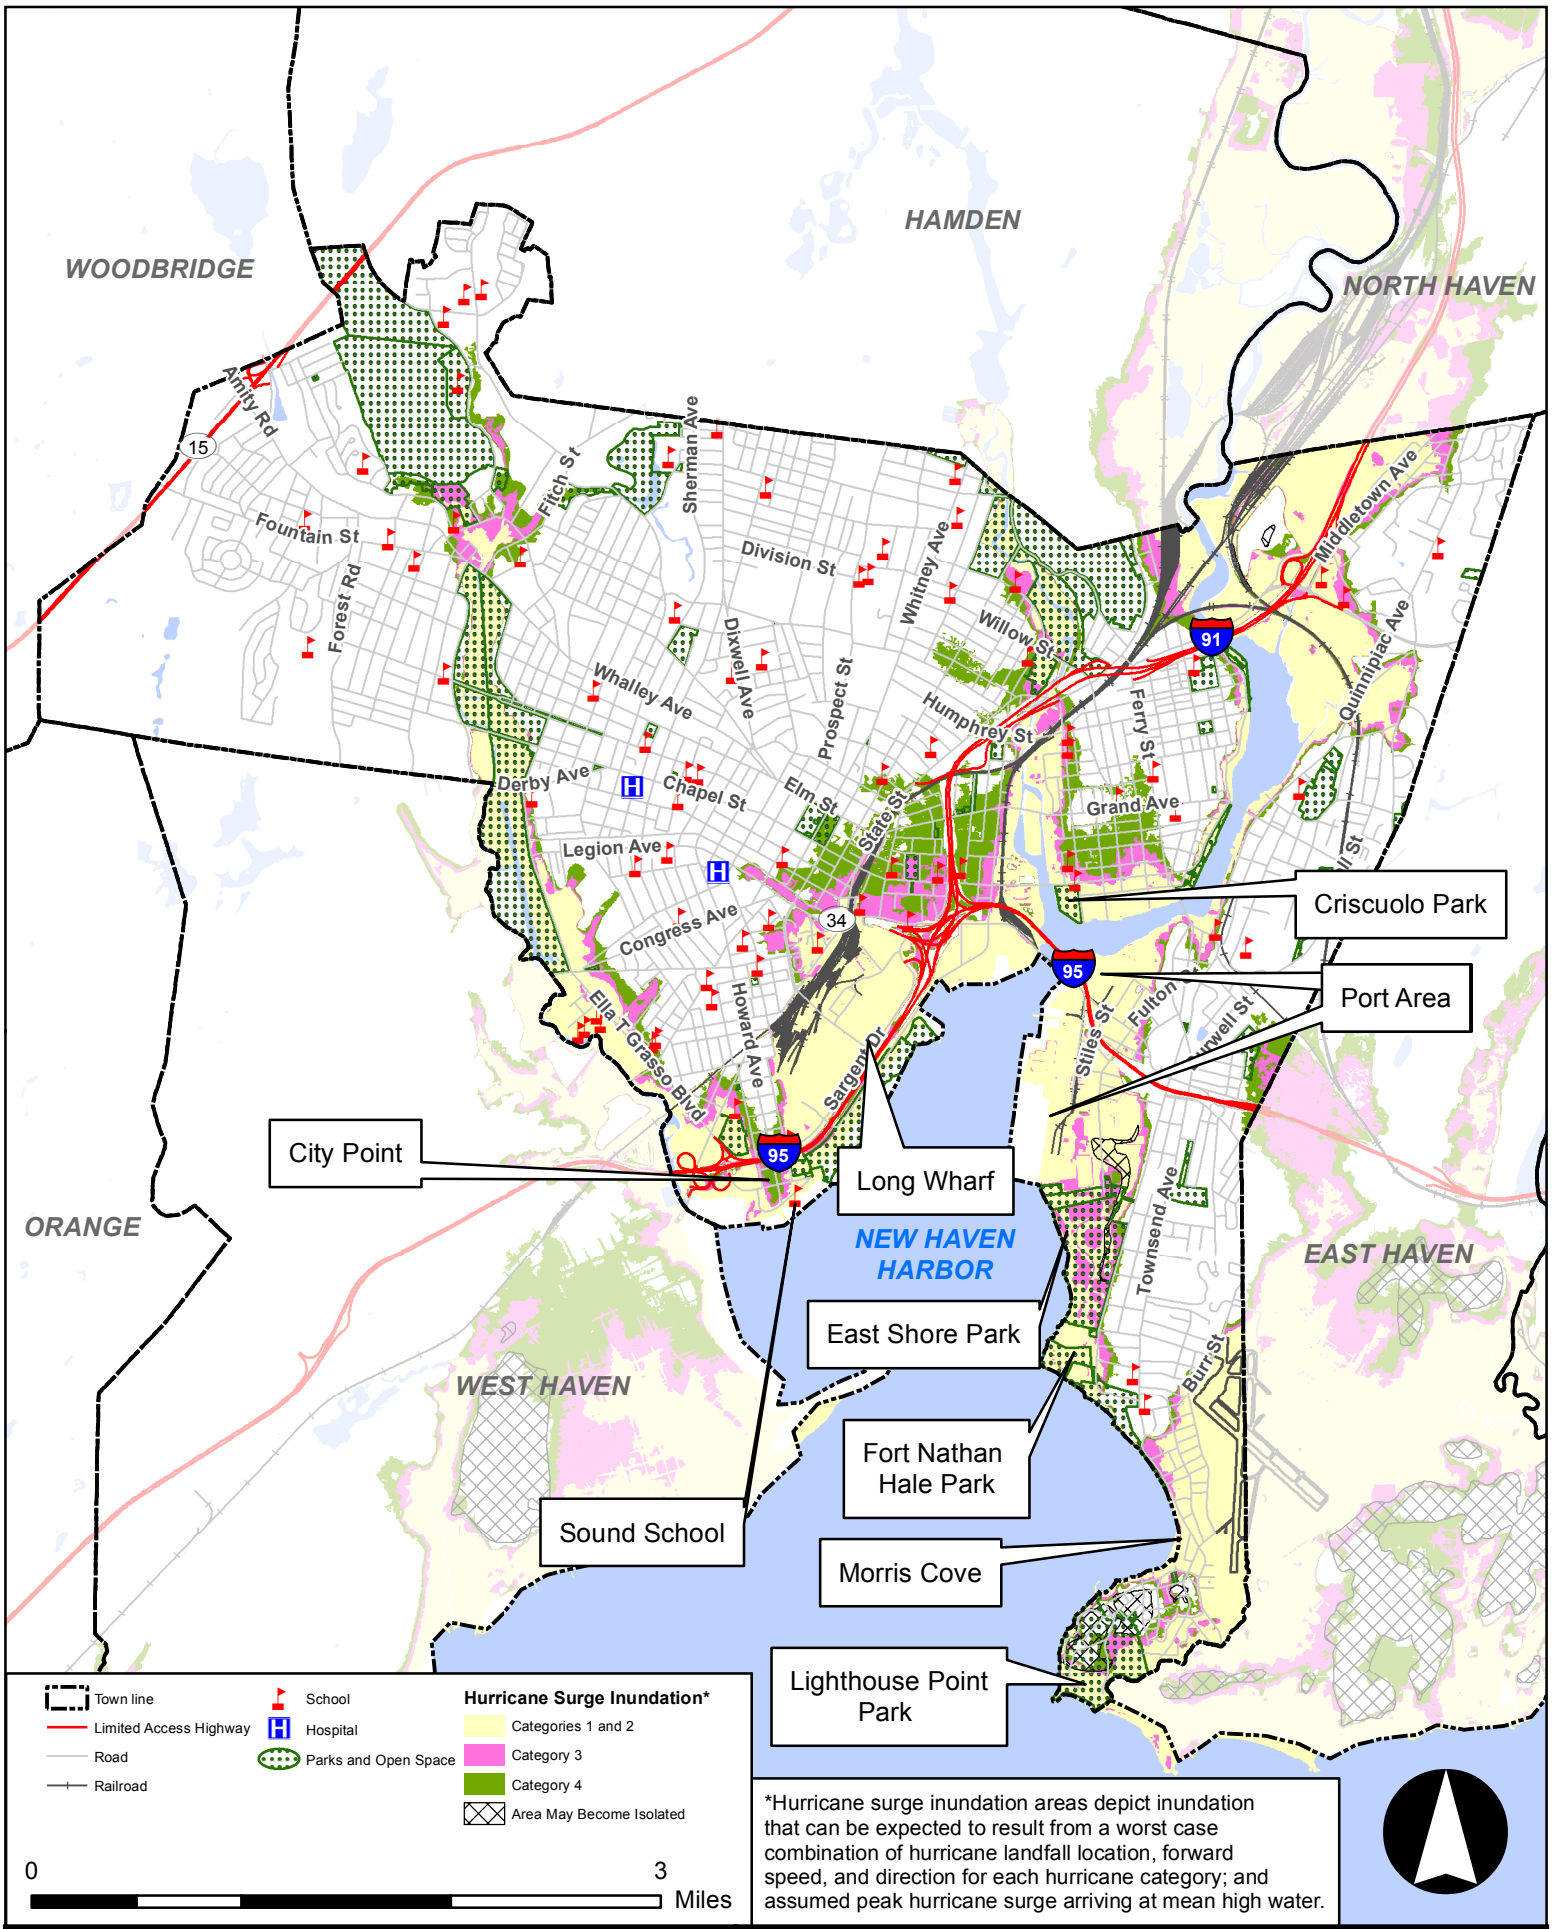 HAMDEN
WOODBRIDGE
NORTH HAVEN
Amity Rd
15
Sherman Ave
Fitch St
Middletown Ave
Fountain St
Division St
Whitney Ave
Forest Rd
Willow St
91
Quinnipiac Ave
Dixwell Ave
Whalley Ave
Prospect St
Humphrey St
Ferry St
Derby Ave
H
Chapel St
Elm St
State St
Grand Ave
Legion Ave
H
Criscuolo Park
34
Congress Ave
95
Port Area
Ella T Grasso Blvd
Howard Ave
Sargent Dr
Stiles St
Fulton St
City Point
95
Long Wharf
Townsend Ave
ORANGE
NEW HAVEN
HARBOR
EAST HAVEN
East Shore Park
Burr St
WEST HAVEN
Fort Nathan
Hale Park
Sound School
Morris Cove
Lighthouse Point
Park
Town line
Limited Access Highway
Road
Railroad
School
H
Hospital
Parks and Open Space
Hurricane Surge Inundation*
Categories 1 and 2
Category 3
Category 4
Area May Become Isolated
0
3
Miles
*Hurricane surge inundation areas depict inundation
that can be expected to result from a worst case
combination of hurricane landfall location, forward
speed, and direction for each hurricane category; and
assumed peak hurricane surge arriving at mean high water.